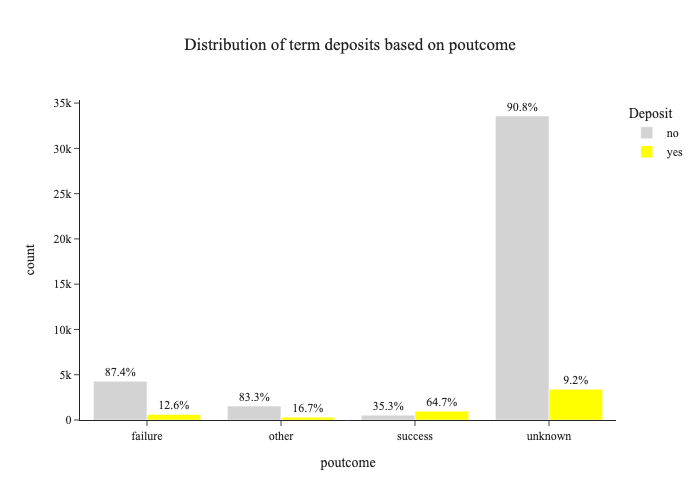 Distribution of term deposits based on poutcome
35k
30k
25k
20k
15k
10k
5k
0
count
87.4%
12.6%
83.3%
16.7%
35.3%
64.7%
90.8%
9.2%
failure
other
success
unknown
poutcome
Deposit
no
yes